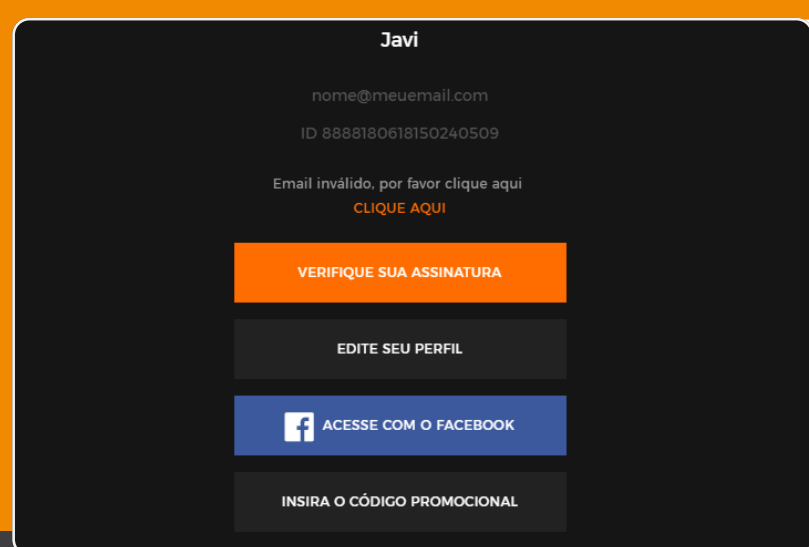 Javi
nome@meuemail.com
ID 8888180618150240509
Email inválido, por favor clique aqui
CLIQUE AQUI
VERIFIQUE SUA ASSINATURA
EDITE SEU PERFIL
ACESSE COM O FACEBOOK
INSIRA O CÓDIGO PROMOCIONAL